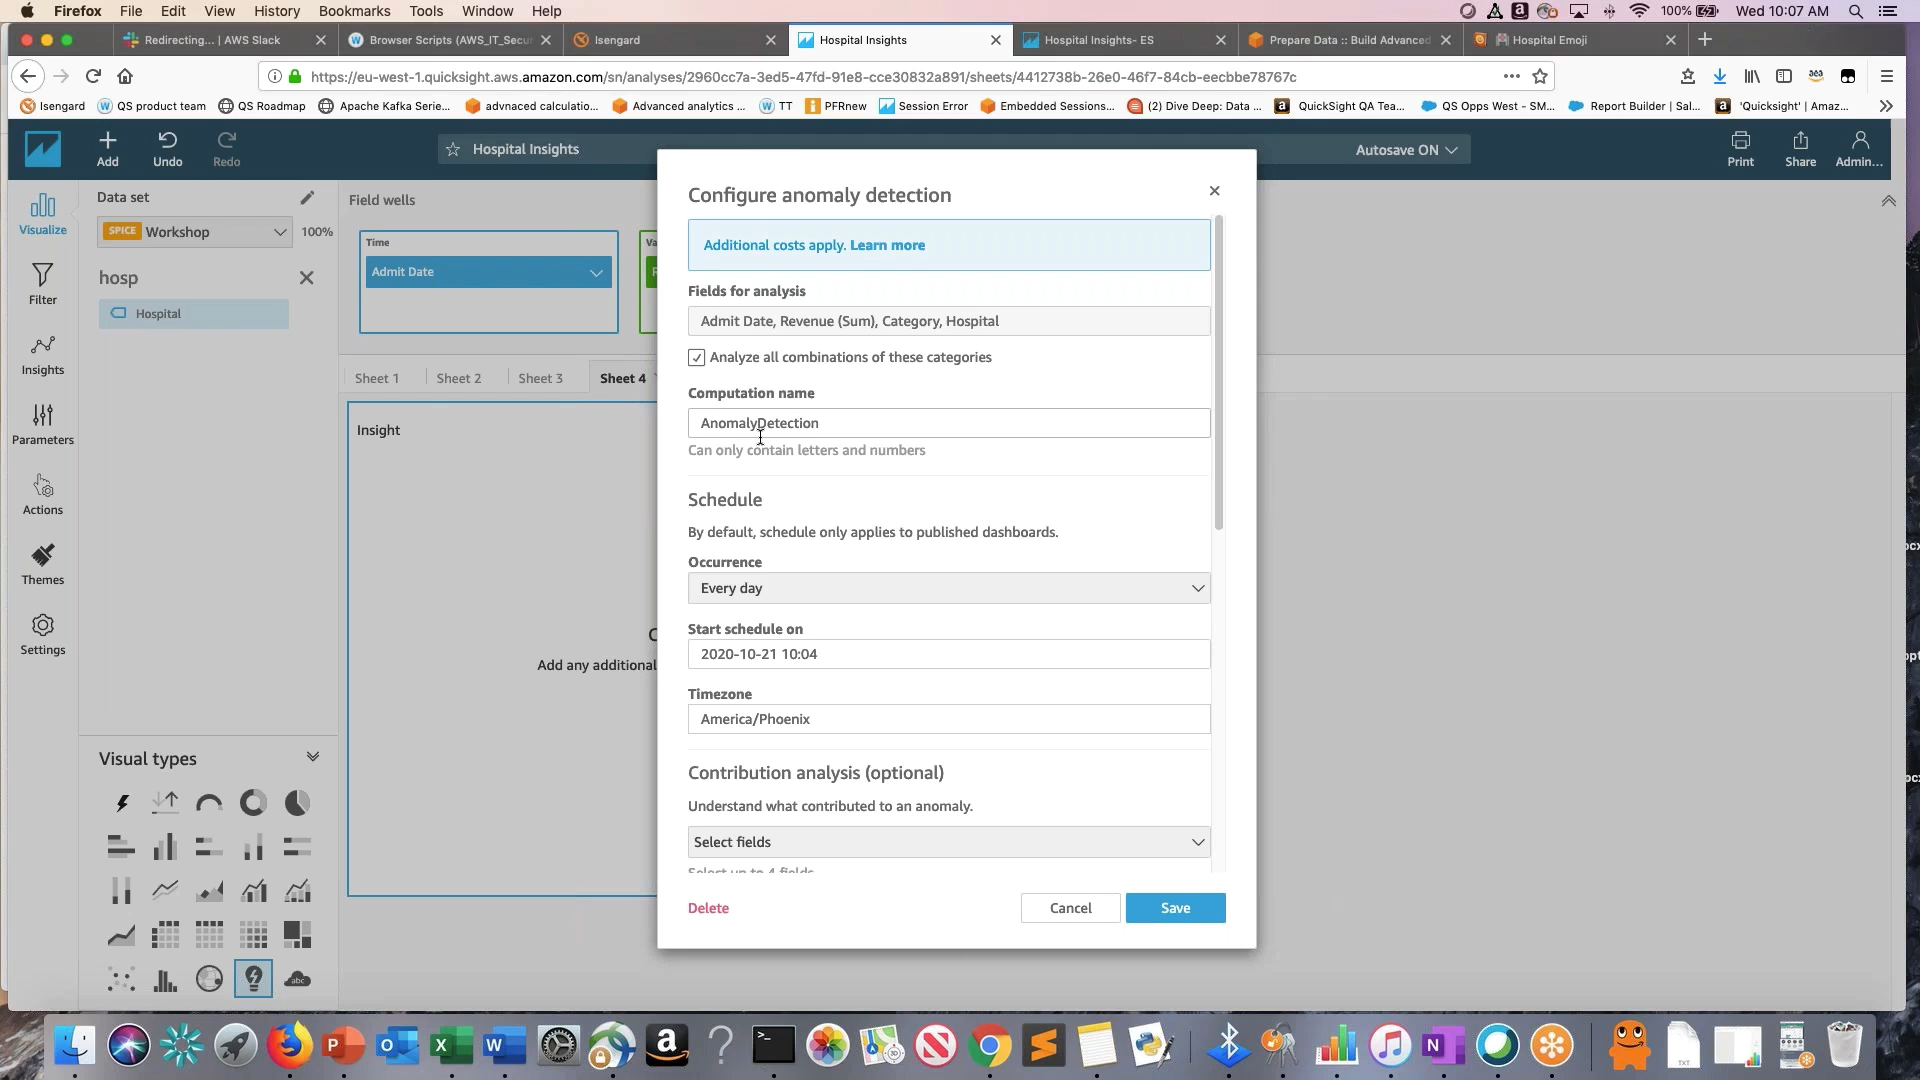 Firefox File Edit View History Bookmarks Tools Window Help 100% Wed 10:07 AM
Redirecting... | AWS Slack Browser Scripts (AWS_IT_Secur Isengard Hospital Insights Hospital Insights- ES Prepare Data :: Build Advanced Hospital Emoji
https://eu-west-1.quicksight.aws.amazon.com/sn/analyses/2960cc7a-3ed5-47fd-91e8-cce30832a891/sheets/4412738b-26e0-46f7-84cb-eecbbe78767c
Isengard QS product team QS Roadmap Apache Kafka Serie... advnaced calculatio... Advanced analytics ... TT PFRnew Session Error Embedded Sessions... (2) Dive Deep: Data ... QuickSight QA Tea... QS Opps West - SM... Report Builder | Sal... 'Quicksight' | Amaz...
Add Undo Redo Hospital Insights Autosave ON Print Share Admin...
Visualize
Filter
Insights
Parameters
Actions
Themes
Settings
Data set
SPICE Workshop 100%
hosp
Hospital
Visual types
abc
Field wells
Time
Admit Date
Sheet 1 Sheet 2 Sheet 3 Sheet 4
Insight
Add any additional
Configure anomaly detection
Additional costs apply. Learn more
Fields for analysis
Admit Date, Revenue (Sum), Category, Hospital
Analyze all combinations of these categories
Computation name
AnomalyDetection
Can only contain letters and numbers
Schedule
By default, schedule only applies to published dashboards.
Occurrence
Every day
Start schedule on
2020-10-21 10:04
Timezone
America/Phoenix
Contribution analysis (optional)
Understand what contributed to an anomaly.
Select fields
Select up to 4 fields
Delete Cancel Save